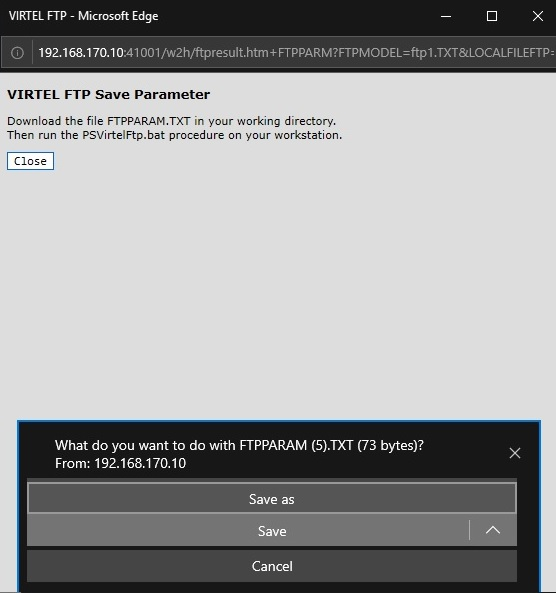 VIRTEL FTP - Microsoft Edge
192.168.170.10:41001/w2h/ftpresult.htm+FTPPARM?FTPMODEL=ftp1.TXT&LOCALFILEFTP=
VIRTEL FTP Save Parameter
Download the file FTPPARAM.TXT in your working directory.
Then run the PSVirtelFtp.bat procedure on your workstation.
Close
What do you want to do with FTPPARAM (5).TXT (73 bytes)?
From: 192.168.170.10
Save as
Save
Cancel